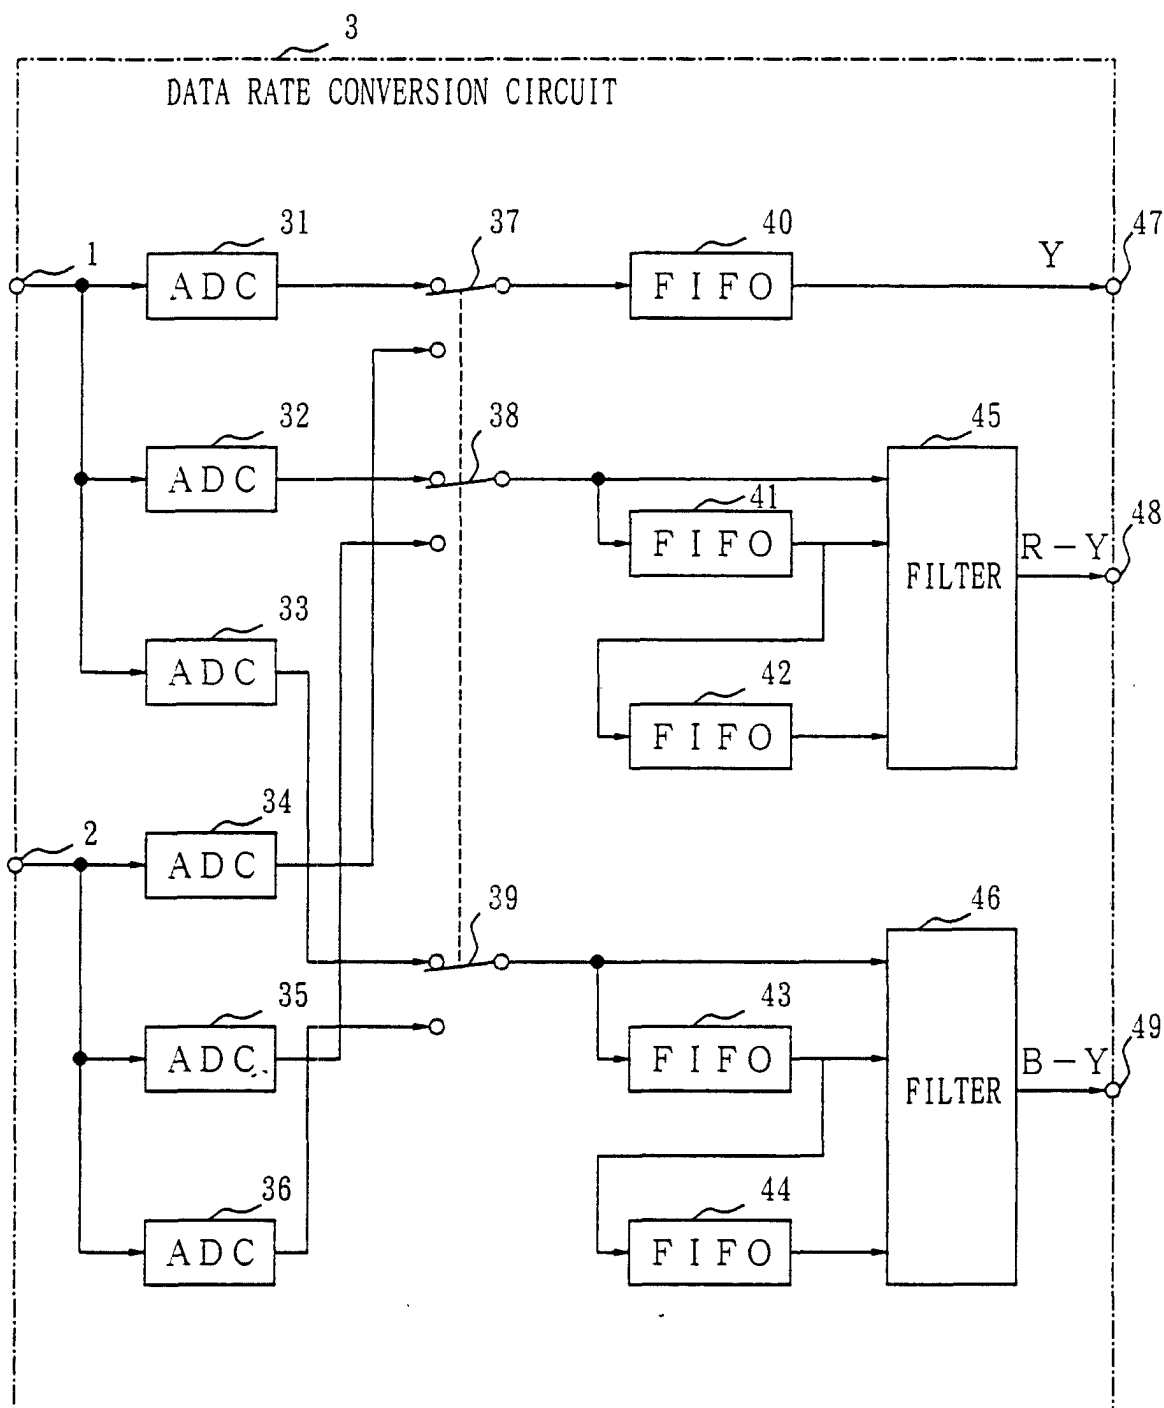 3
DATA RATE CONVERSION CIRCUIT
31
37
40
47
1
ADC
FIFO
Y
32
38
45
ADC
41
48
FIFO
R-Y
FILTER
33
ADC
42
FIFO
34
2
ADC
39
46
35
43
49
ADC
FIFO
B-Y
FILTER
36
44
ADC
FIFO